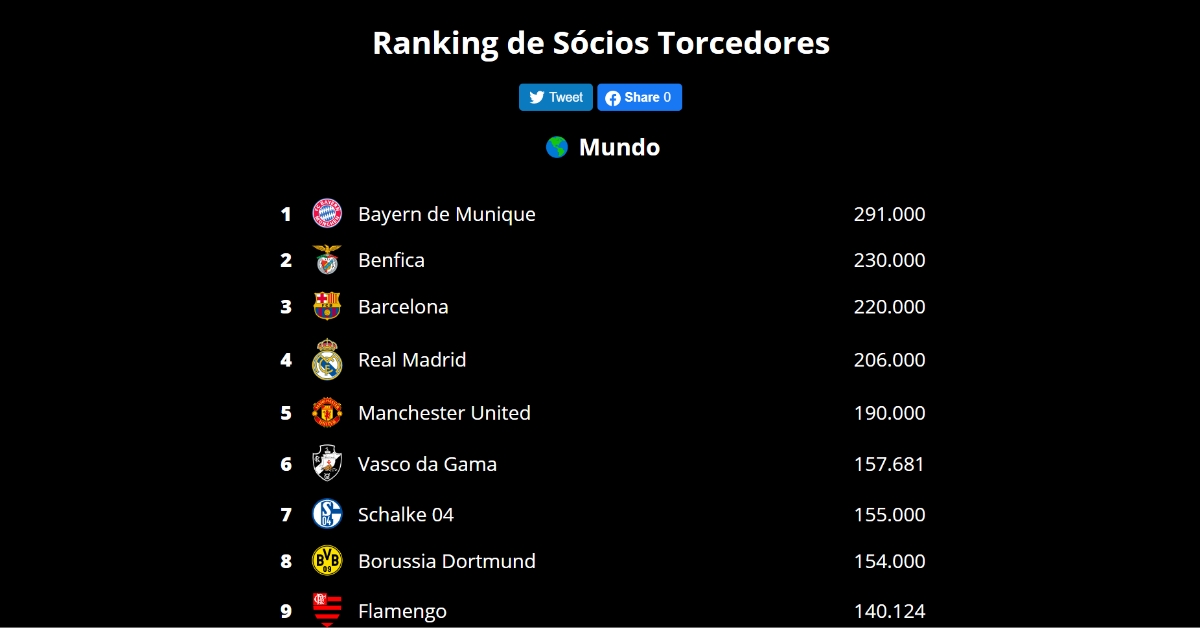 Ranking de Sócios Torcedores
Tweet Share 0
Mundo
1 Bayern de Munique 291.000
2 Benfica 230.000
3 Barcelona 220.000
4 Real Madrid 206.000
5 Manchester United 190.000
6 Vasco da Gama 157.681
7 Schalke 04 155.000
8 Borussia Dortmund 154.000
9 Flamengo 140.124